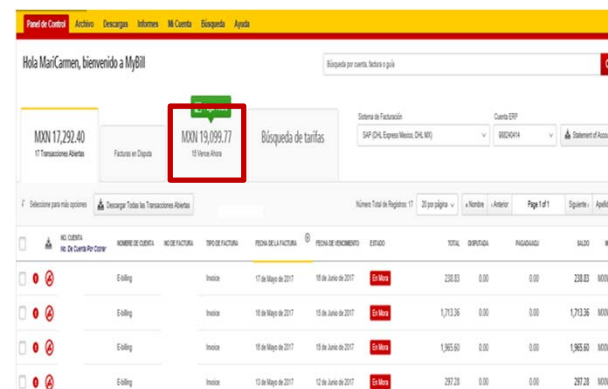 Panel de Control Archivo Descargas Informes Mi Cuenta Búsqueda Ayuda
Hola MariCarmen, bienvenido a MyBill
Búsqueda por cuenta, factura o guía
Sistema de Facturación Cuenta ERP
MXN 17,292.40 MXN 19,099.77 Búsqueda de tarifas SAP (DHL Express Mexico, DHL MX) Statement of Acco
17 Transacciones Abiertas Facturas en Disputa Vence Ahora
Seleccione para más opciones Descargar Todas las Transacciones Abiertas Número Total de Registros: 17 20 por página « Nombre ‹ Anterior Page 1 of 1 Siguiente › Apellid
NO. CUENTA NOMBRE DE CUENTA NO DE FACTURA TIPO DE FACTURA FECHA DE LA FACTURA FECHA DE VENCIMIENTO ESTADO TOTAL DISPUTADA PAGADA/AJU SALDO M
No. De Cuenta Por Cobrar
E-billing Invoice 17 de Mayo de 2017 16 de Junio de 2017 En Mora 238.83 0.00 0.00 238.83 MXN
E-billing Invoice 16 de Mayo de 2017 15 de Junio de 2017 En Mora 1,713.36 0.00 0.00 1,713.36 MXN
E-billing Invoice 16 de Mayo de 2017 15 de Junio de 2017 En Mora 1,965.60 0.00 0.00 1,965.60 MXN
E-billing Invoice 13 de Mayo de 2017 12 de Junio de 2017 En Mora 297.28 0.00 0.00 297.28 MXN